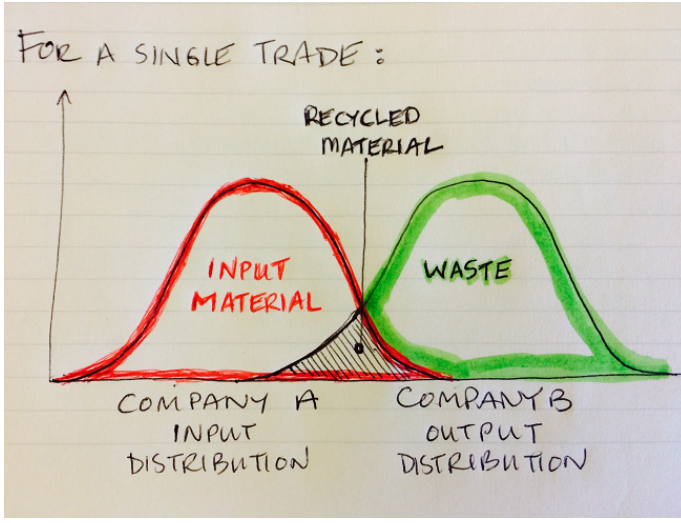 FOR A SINGLE TRADE:
RECYCLED
MATERIAL
INPUT
MATERIAL
WASTE
COMPANY A
INPUT
DISTRIBUTION
COMPANY B
OUTPUT
DISTRIBUTION